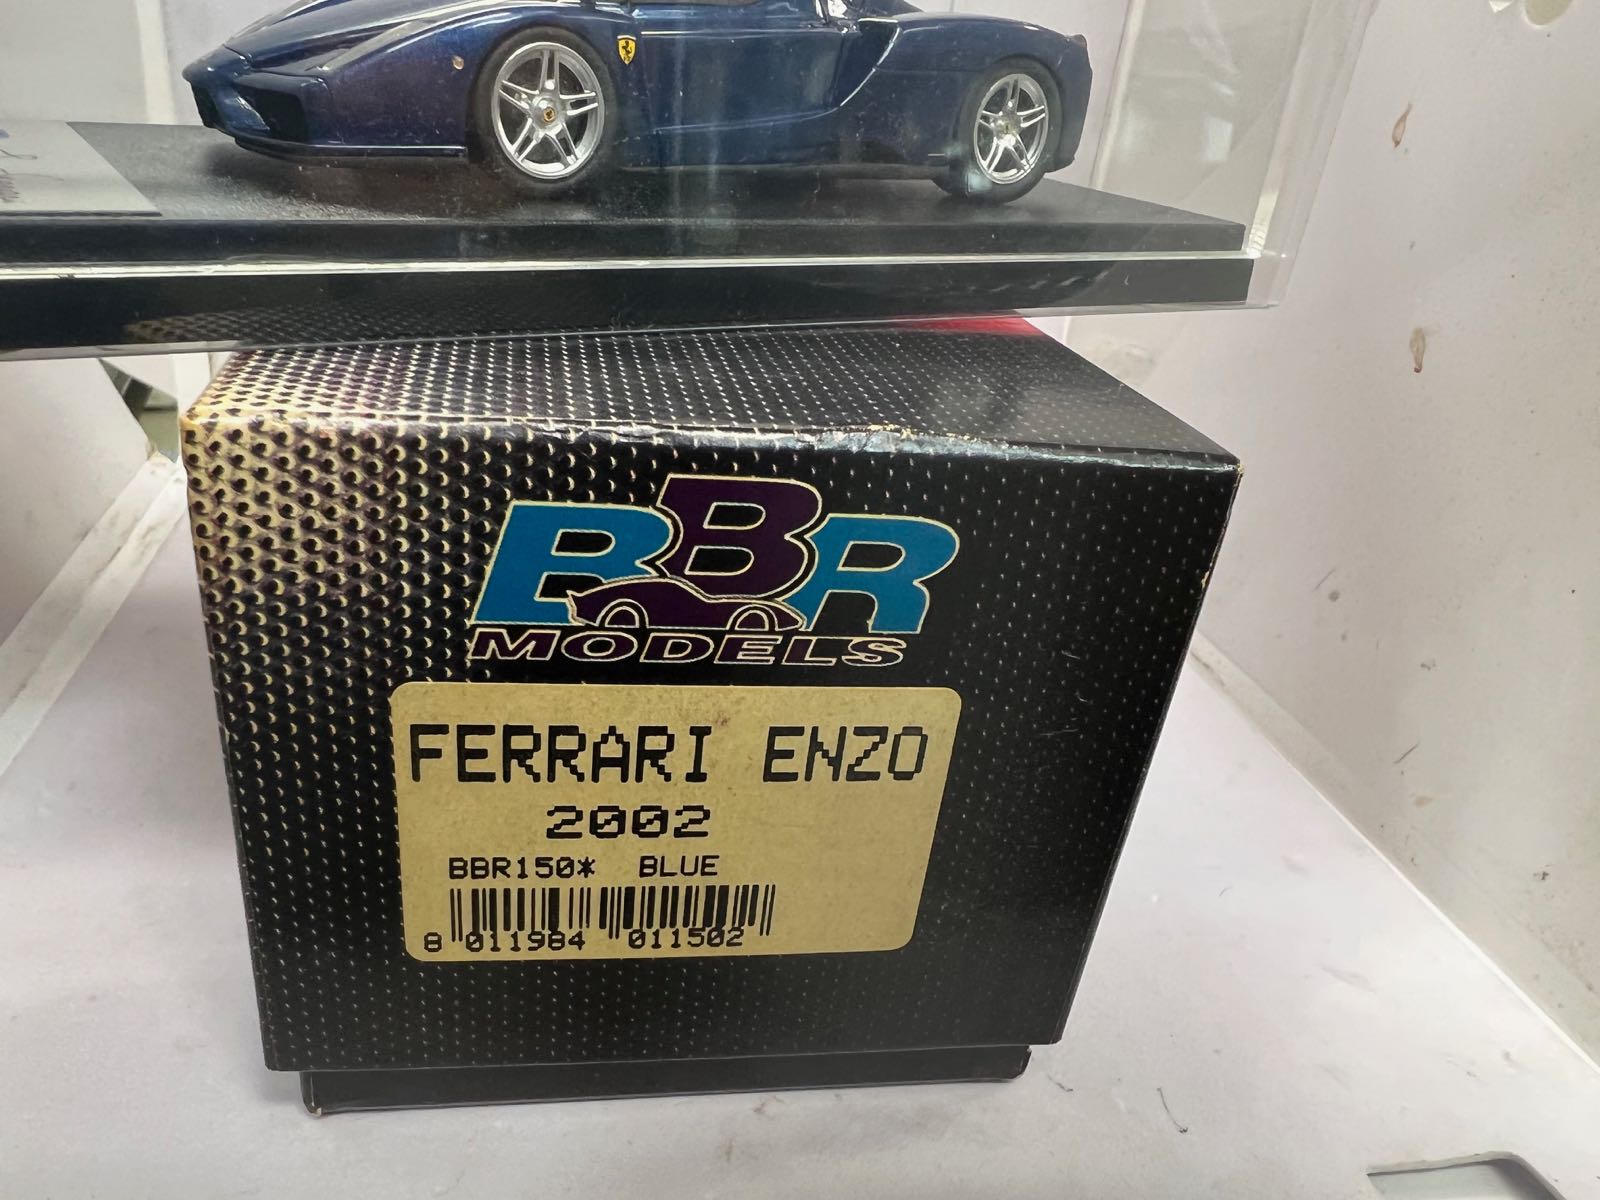 BBR
MODELS
FERRARI ENZO
2002
BBR150* BLUE
8 011984 011502